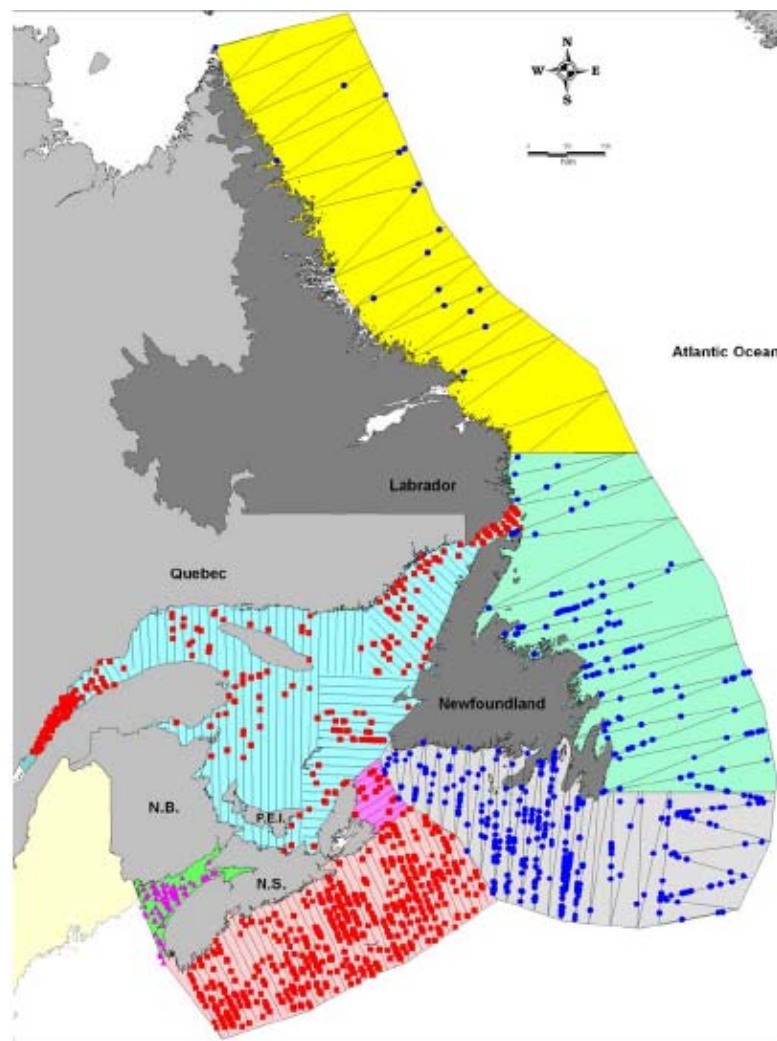 N
W E
S
Atlantic Ocean
Labrador
Quebec
Newfoundland
N.B.
P.E.I.
N.S.